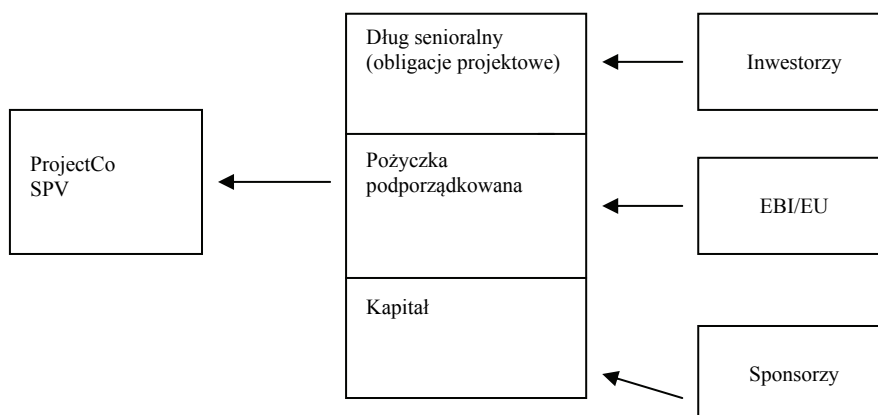 Dług senioralny
(obligacje projektowe)
Inwestorzy
ProjectCo
SPV
Pożyczka
podporządkowana
EBI/EU
Kapitał
Sponsorzy